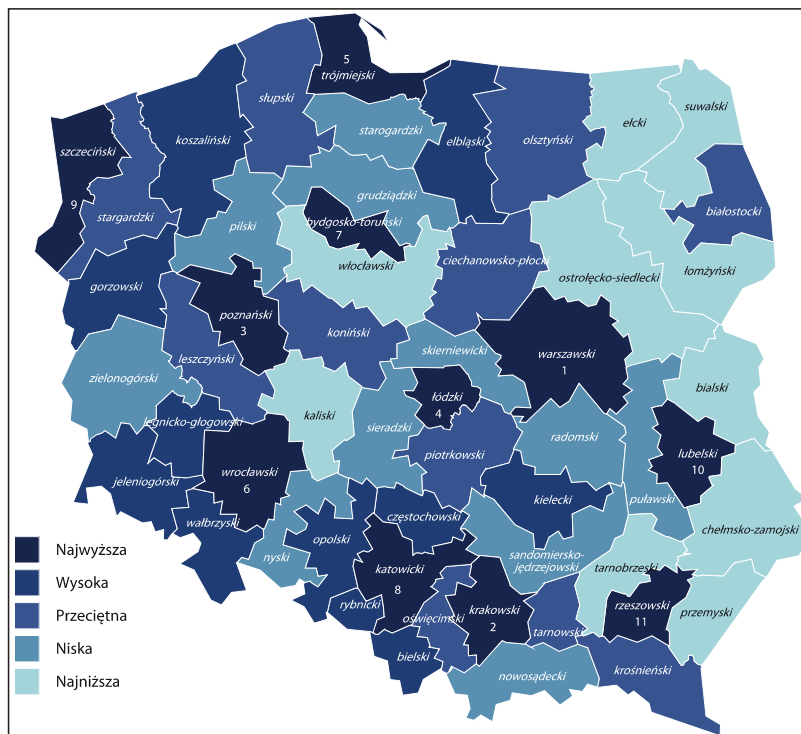 5
trójmiejski
słupski
koszaliński
szczeciński
9
stargardzki
starogardzki
elbląski
olsztyński
ełcki
suwalski
białostocki
grudziądzki
bydgosko-toruński
7
pilski
włocławski
ciechanowsko-płocki
ostrołęcko-siedlecki
łomżyński
gorzowski
poznański
3
koniński
leszczyński
skierniewicki
warszawski
1
zielonogórski
łódzki
4
kaliski
sieradzki
bialski
legnicko-głogowski
radomski
piotrkowski
lubelski
10
wrocławski
6
jeleniogórski
kielecki
puławski
wałbrzyski
częstochowski
chełmsko-zamojski
opolski
nyski
sandomiersko-
jędrzejowski
tarnobrzeski
katowicki
8
rybnicki
oświęcimski
krakowski
2
tarnowski
rzeszowski
11
przemyski
bielski
nowosądecki
krośnieński
Najwyższa
Wysoka
Przeciętna
Niska
Najniższa